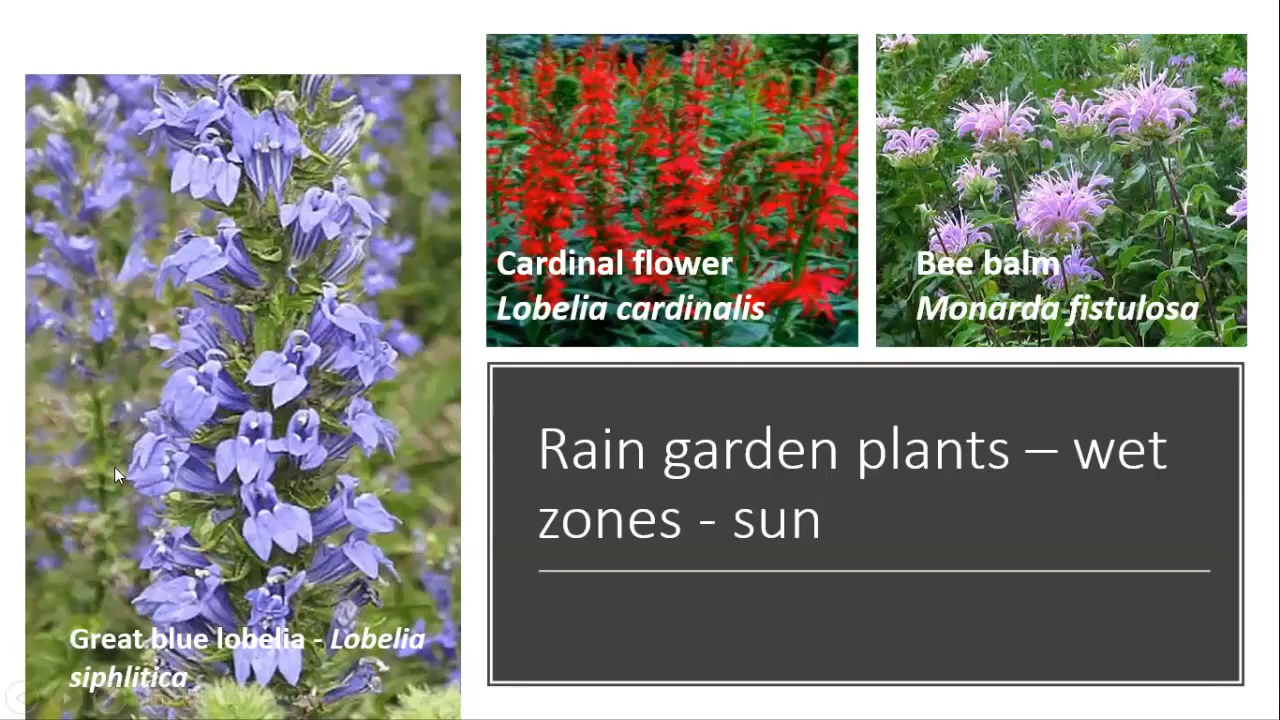 Cardinal flower
Lobelia cardinalis
Bee balm
Monarda fistulosa
Rain garden plants – wet
zones - sun
Great blue lobelia - Lobelia
siphlitica